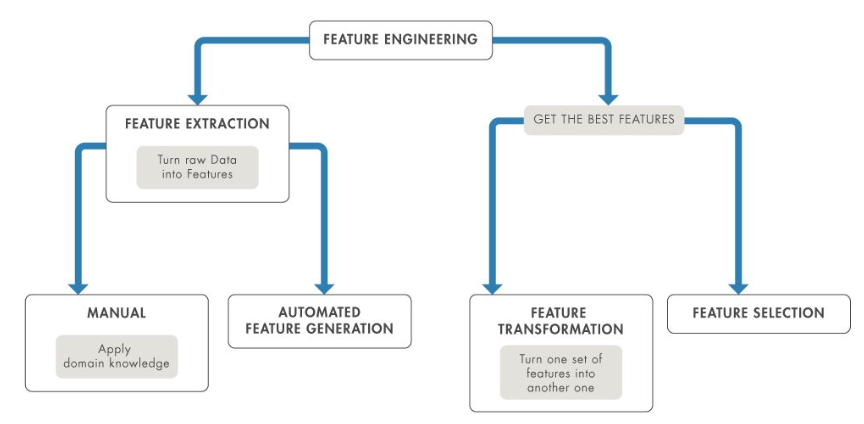 FEATURE ENGINEERING
FEATURE EXTRACTION
Turn raw Data
into Features
GET THE BEST FEATURES
MANUAL
Apply
domain knowledge
AUTOMATED
FEATURE GENERATION
FEATURE
TRANSFORMATION
Turn one set of
features into
another one
FEATURE SELECTION